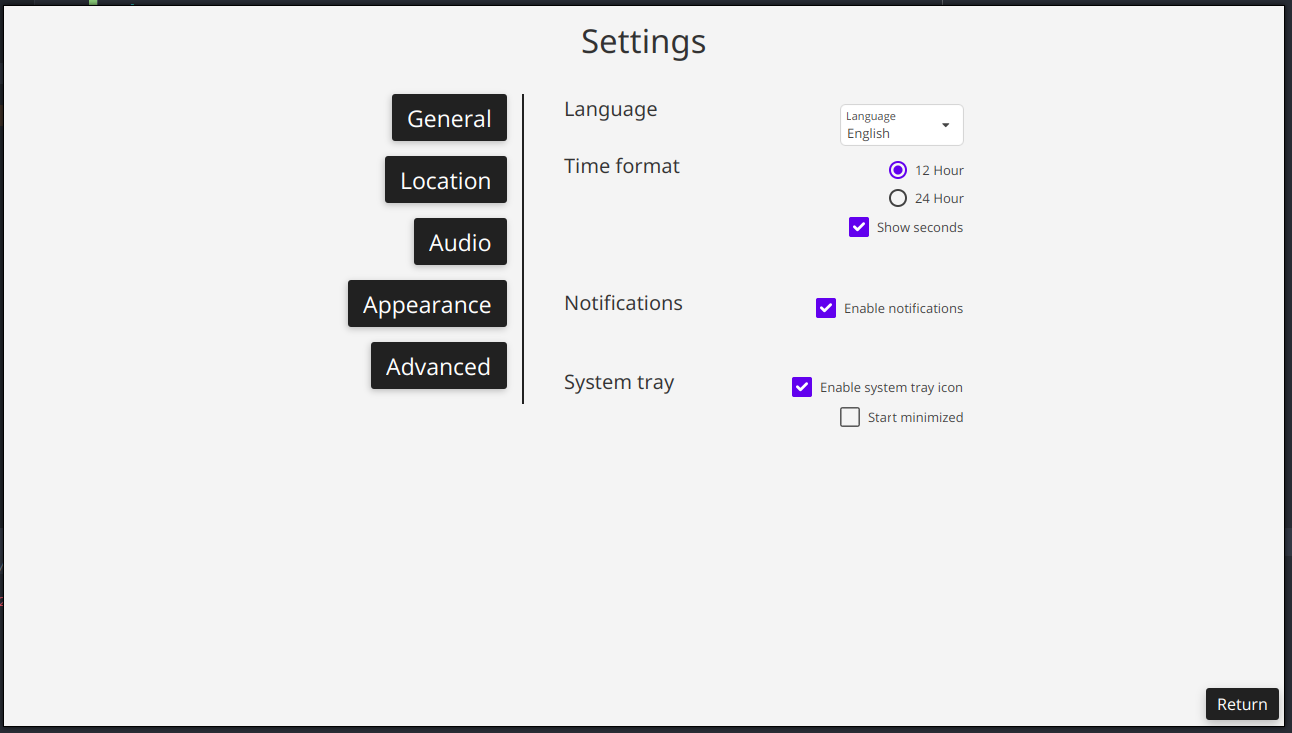 Settings
General
Location
Audio
Appearance
Advanced
Language
Language
English
Time format
12 Hour
24 Hour
Show seconds
Notifications
Enable notifications
System tray
Enable system tray icon
Start minimized
Return